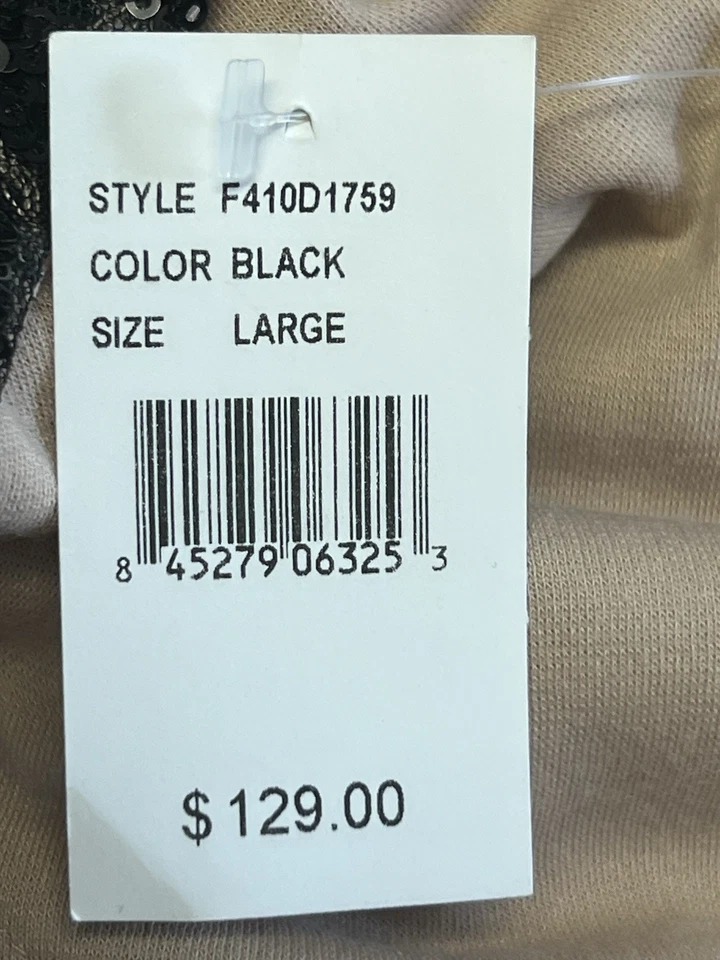 STYLE F410D1759
COLOR BLACK
SIZE LARGE
8 45279 06325 3
$129.00